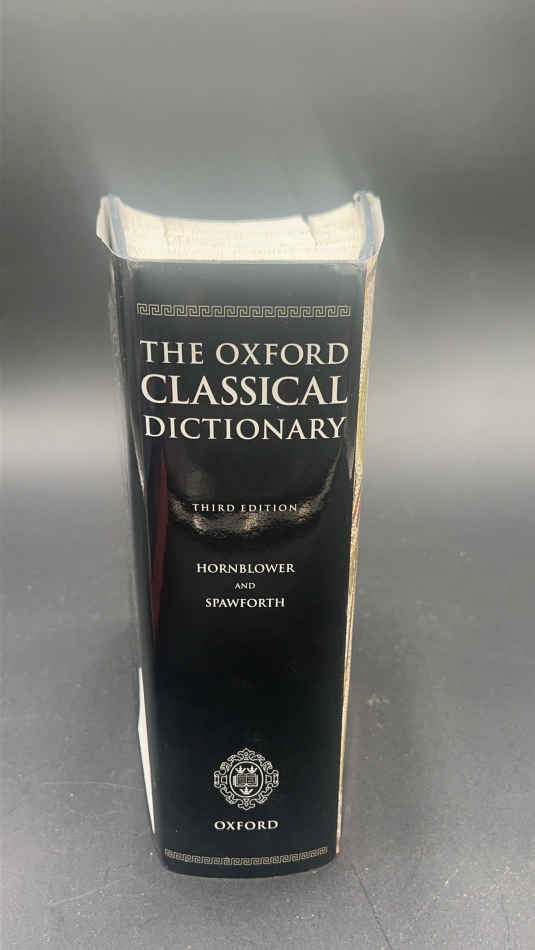 THE OXFORD
CLASSICAL
DICTIONARY
THIRD EDITION
HORNBLOWER
AND
SPAWFORTH
OXFORD